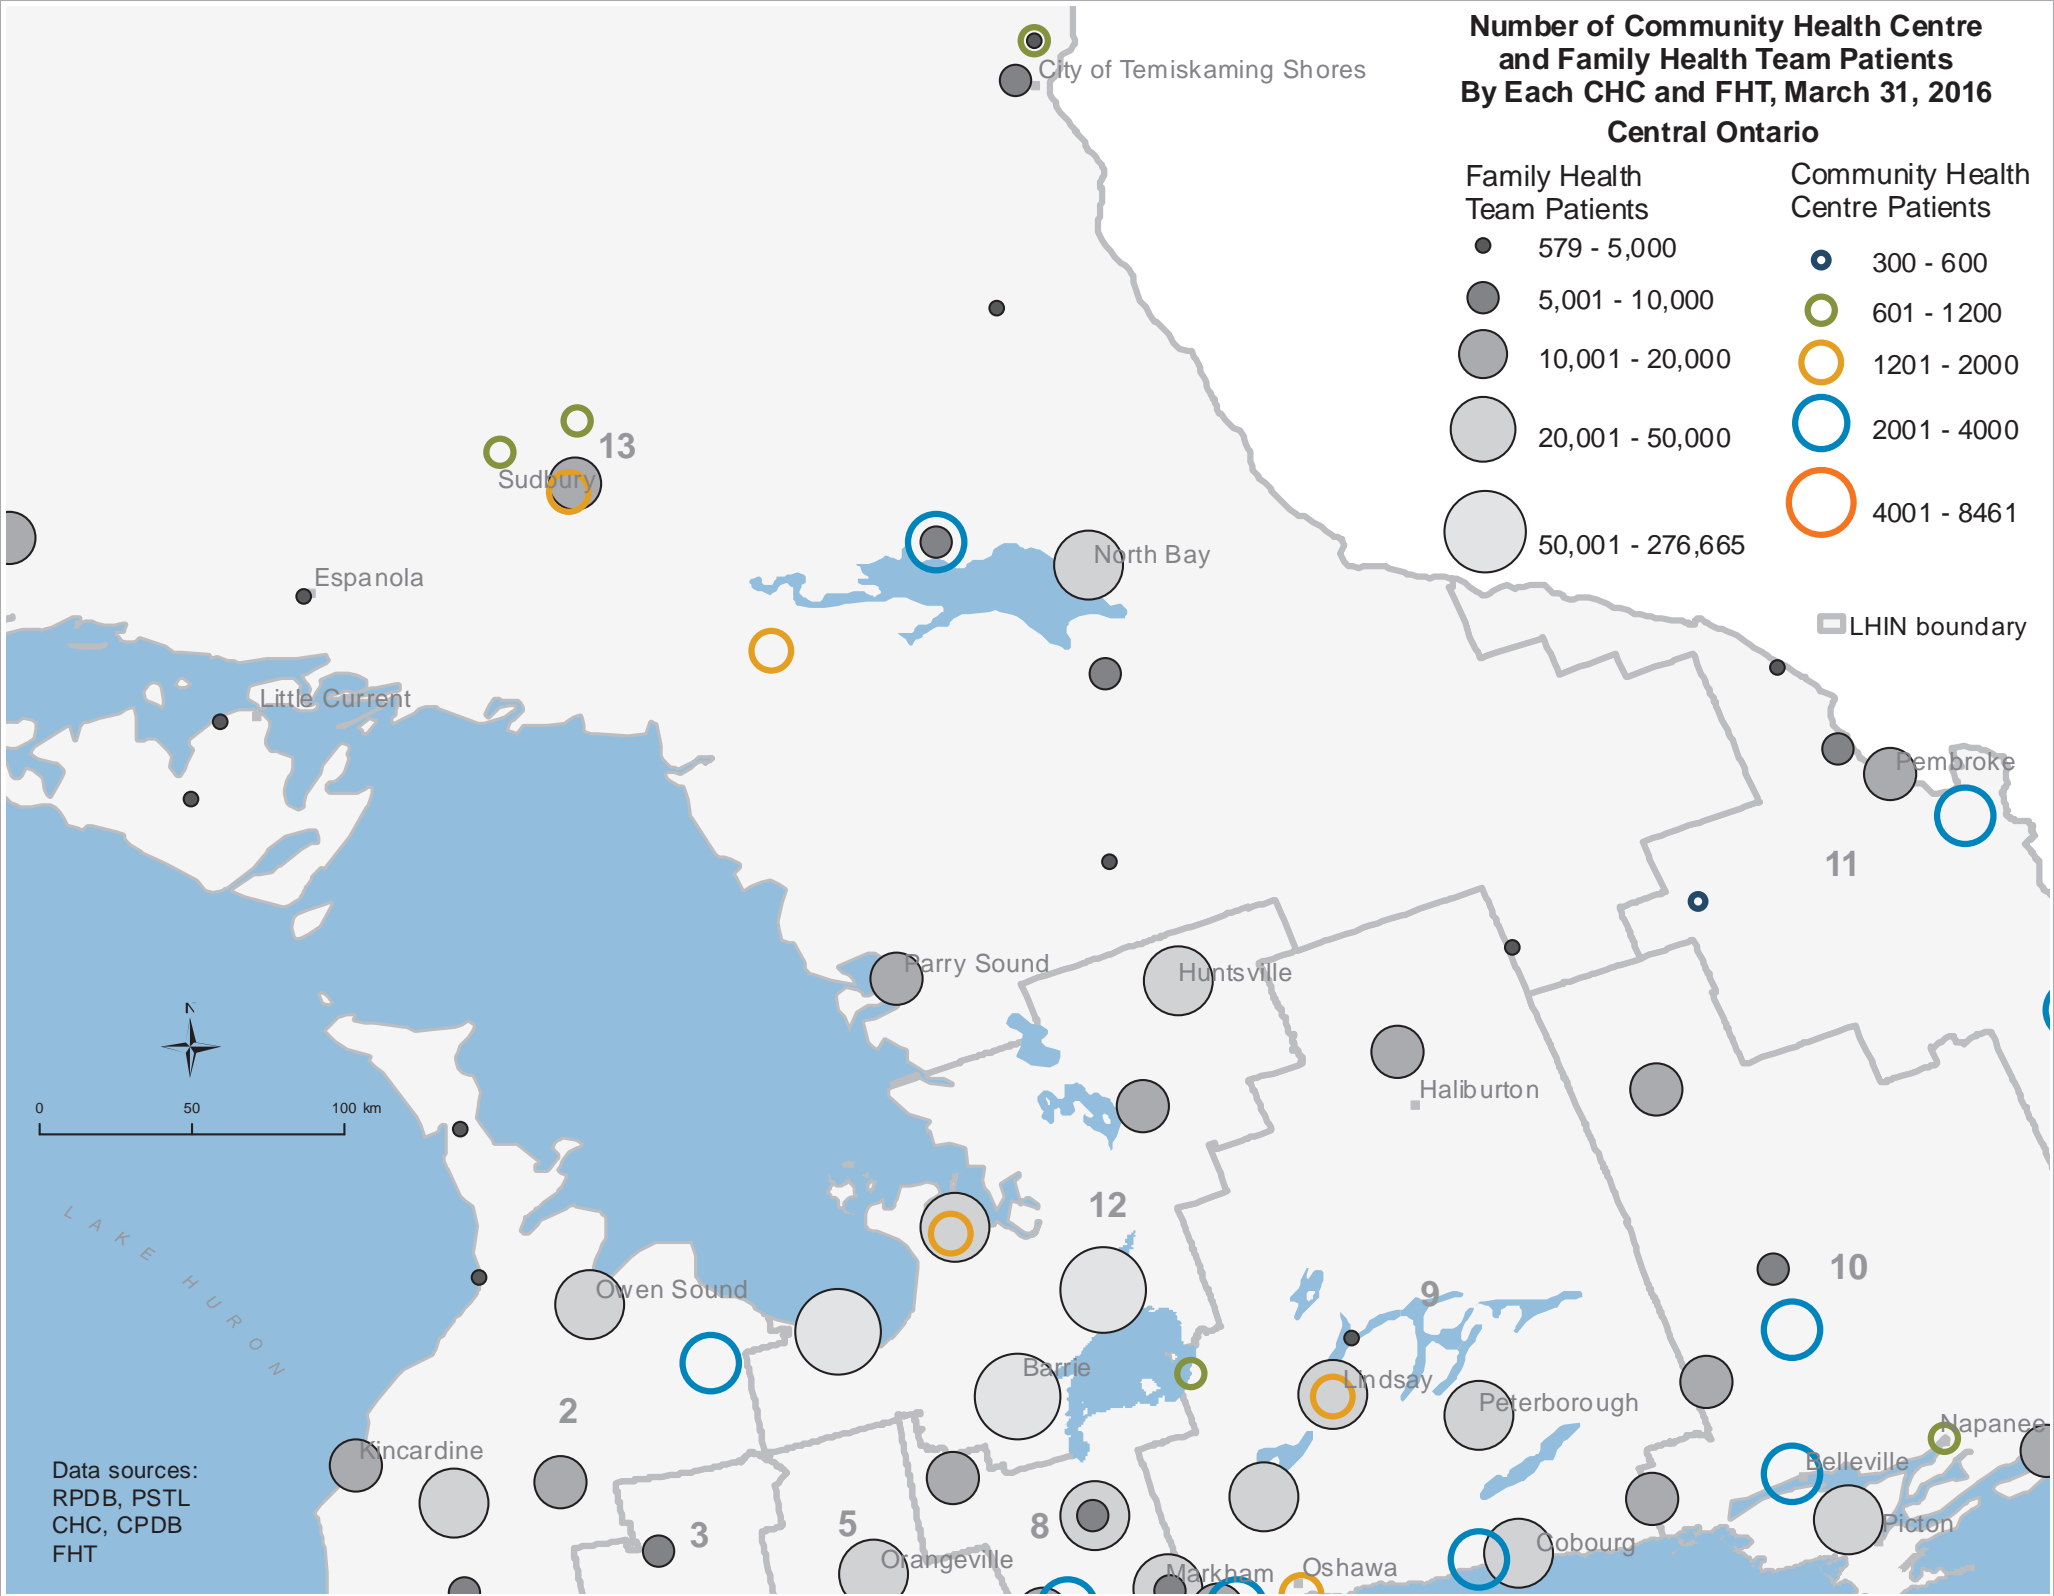 Number of Community Health Centre
and Family Health Team Patients
By Each CHC and FHT, March 31, 2016
Central Ontario
Family Health
Team Patients
579 - 5,000
5,001 - 10,000
10,001 - 20,000
20,001 - 50,000
50,001 - 276,665
Community Health
Centre Patients
300 - 600
601 - 1200
1201 - 2000
2001 - 4000
4001 - 8461
LHIN boundary
City of Temiskaming Shores
13
Sudbury
North Bay
Espanola
Little Current
Pembroke
11
Parry Sound
Huntsville
N
Haliburton
0 50 100 km
12
LAKE HURON
10
Owen Sound
9
Barrie
Lindsay
Peterborough
2
Napanee
Kincardine
Belleville
Data sources:
RPDB, PSTL
CHC, CPDB
FHT
3
5
8
Picton
Cobourg
Orangeville
Markham
Oshawa